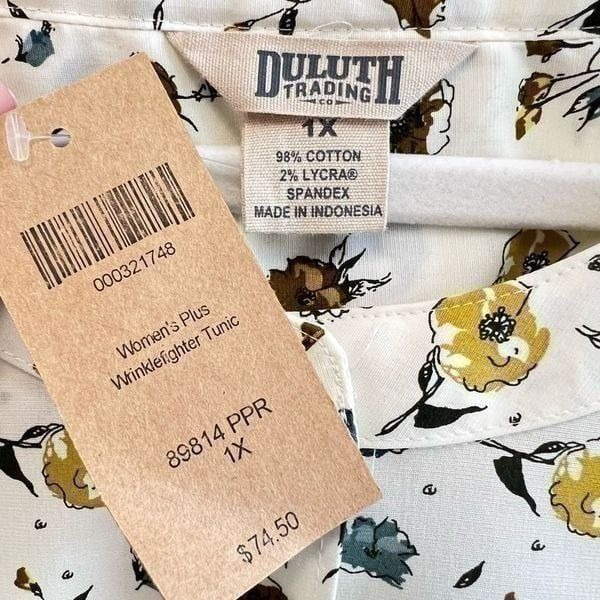 DULUTH
TRADING
CO
1X
98% COTTON
2% LYCRA®
SPANDEX
MADE IN INDONESIA
000321748
Women's Plus
Wrinklefighter Tunic
89814 PPR
1X
$74.50